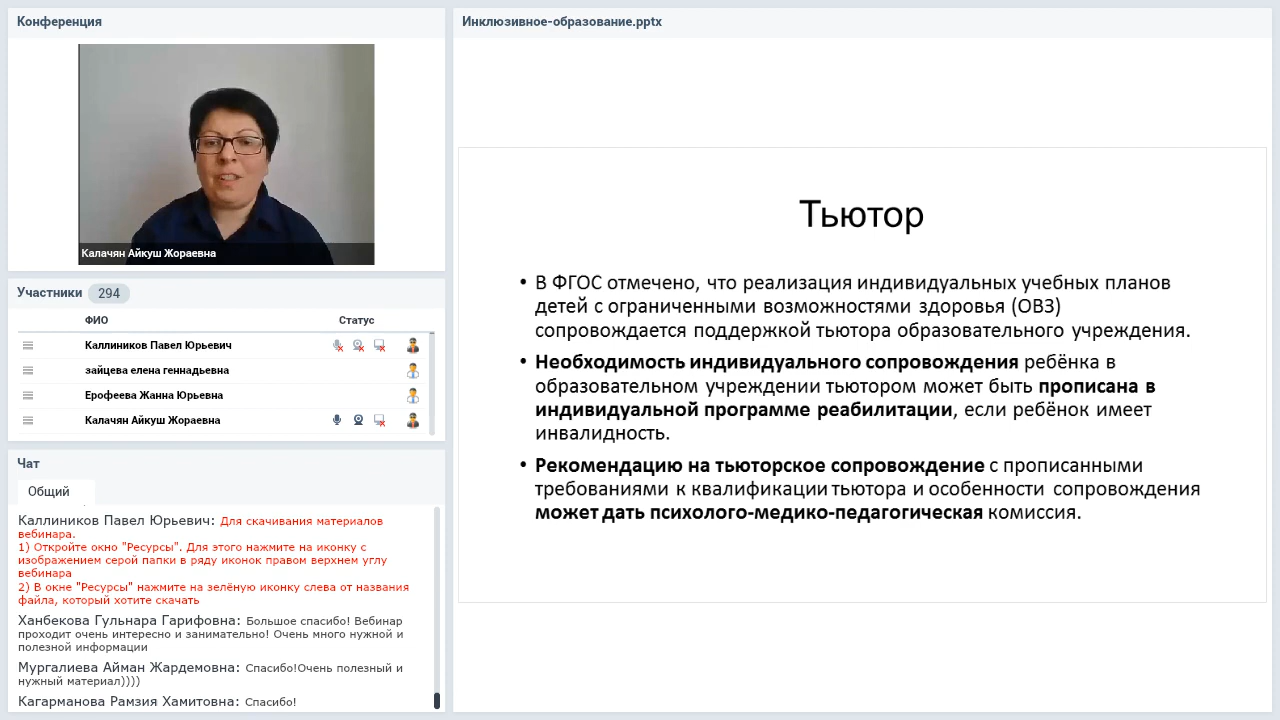 Конференция
Калачян Айкуш Жораевна
Участники 294
ФИО Статус
Каллиников Павел Юрьевич
зайцева елена геннадьевна
Ерофеева Жанна Юрьевна
Калачян Айкуш Жораевна
Чат
Общий
Каллиников Павел Юрьевич: Для скачивания материалов
вебинара.
1) Откройте окно "Ресурсы". Для этого нажмите на иконку с
изображением серой папки в ряду иконок правом верхнем углу
вебинара
2) В окне "Ресурсы" нажмите на зелёную иконку слева от названия
файла, который хотите скачать
Ханбекова Гульнара Гарифовна: Большое спасибо! Вебинар
проходит очень интересно и занимательно! Очень много нужной и
полезной информации
Мургалиева Айман Жардемовна: Спасибо!Очень полезный и
нужный материал))))
Кагарманова Рамзия Хамитовна: Спасибо!
Инклюзивное-образование.pptx
Тьютор
• В ФГОС отмечено, что реализация индивидуальных учебных планов
детей с ограниченными возможностями здоровья (ОВЗ)
сопровождается поддержкой тьютора образовательного учреждения.
• Необходимость индивидуального сопровождения ребёнка в
образовательном учреждении тьютором может быть прописана в
индивидуальной программе реабилитации, если ребёнок имеет
инвалидность.
• Рекомендацию на тьюторское сопровождение с прописанными
требованиями к квалификации тьютора и особенности сопровождения
может дать психолого-медико-педагогическая комиссия.